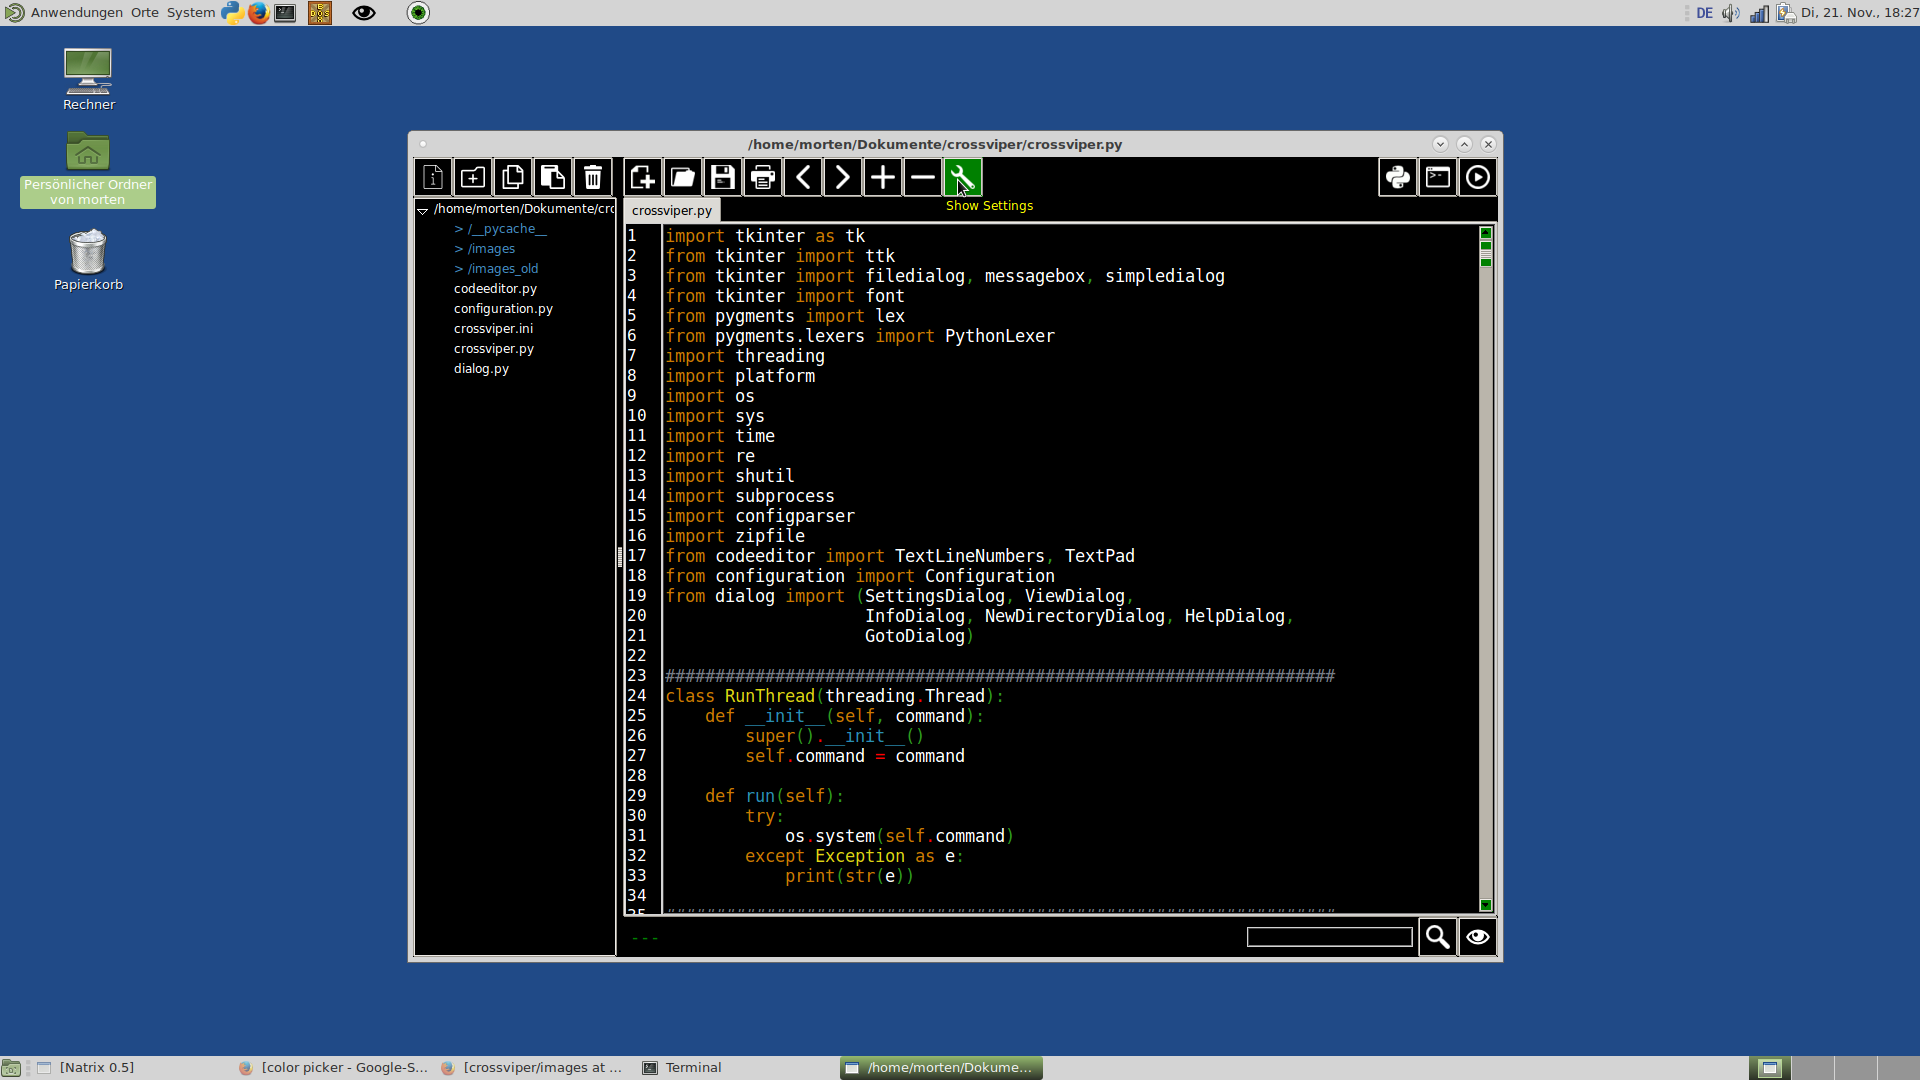 Anwendungen Orte System
DE Di, 21. Nov., 18:27
Rechner
Persönlicher Ordner
von morten
Papierkorb
/home/morten/Dokumente/crossviper/crossviper.py
Show Settings
/home/morten/Dokumente/crc
> /__pycache__
> /images
> /images_old
codeeditor.py
configuration.py
crossviper.ini
crossviper.py
dialog.py
crossviper.py
1 import tkinter as tk
2 from tkinter import ttk
3 from tkinter import filedialog, messagebox, simpledialog
4 from tkinter import font
5 from pygments import lex
6 from pygments.lexers import PythonLexer
7 import threading
8 import platform
9 import os
10 import sys
11 import time
12 import re
13 import shutil
14 import subprocess
15 import configparser
16 import zipfile
17 from codeeditor import TextLineNumbers, TextPad
18 from configuration import Configuration
19 from dialog import (SettingsDialog, ViewDialog,
20                     InfoDialog, NewDirectoryDialog, HelpDialog,
21                     GotoDialog)
22
23 ###################################################################
24 class RunThread(threading.Thread):
25     def __init__(self, command):
26         super().__init__()
27         self.command = command
28
29     def run(self):
30         try:
31             os.system(self.command)
32         except Exception as e:
33             print(str(e))
34
35 ###################################################################
---
[Natrix 0.5]
[color picker - Google-S...
[crossviper/images at ...
Terminal
/home/morten/Dokume...